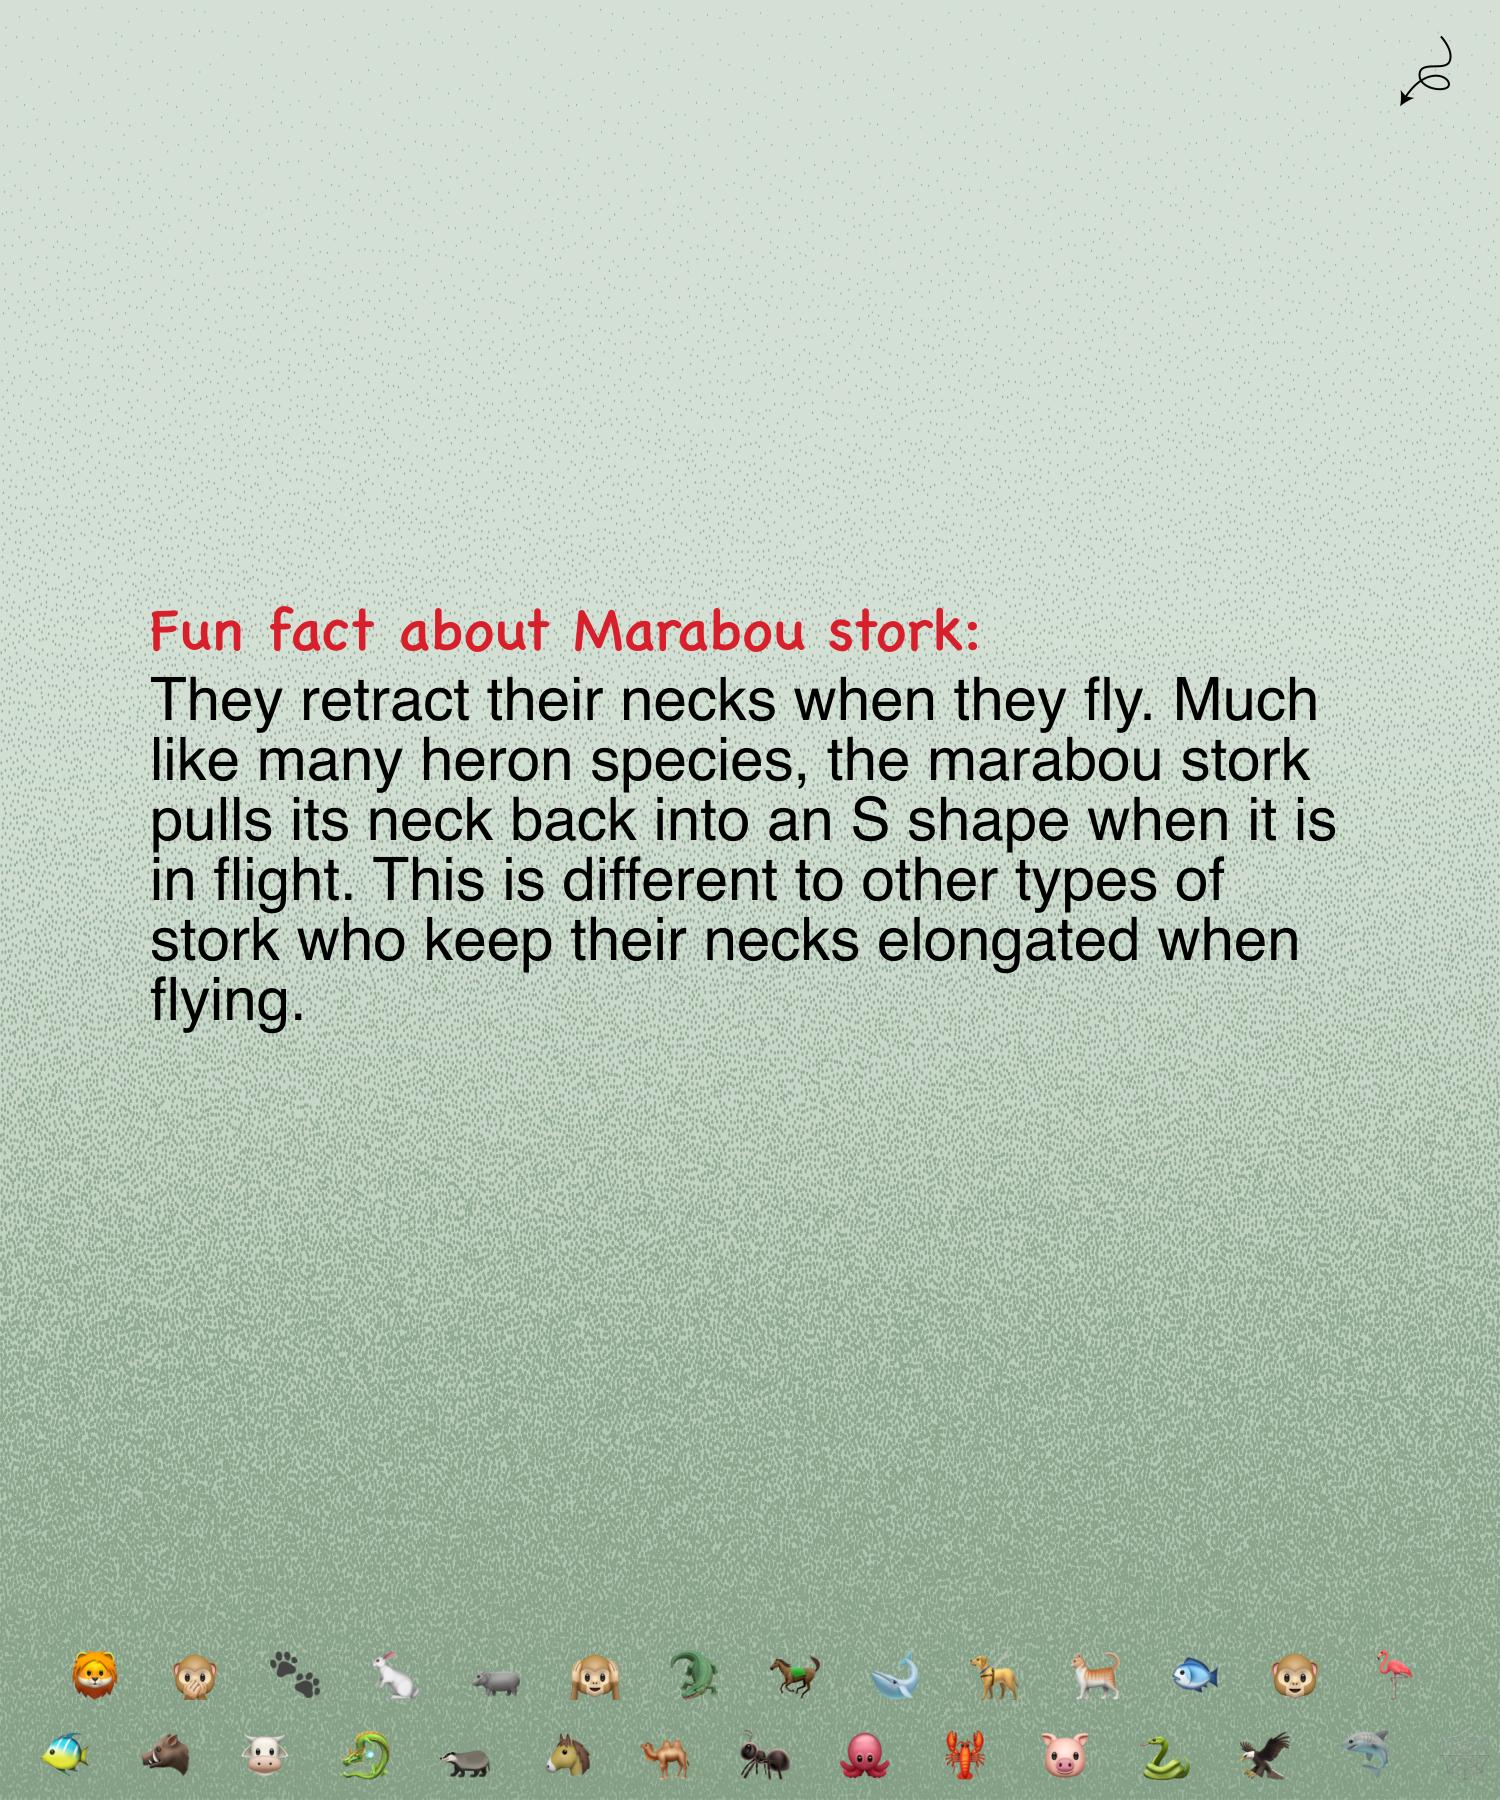 Fun fact about Marabou stork:
They retract their necks when they fly. Much
like many heron species, the marabou stork
pulls its neck back into an S shape when it is
in flight. This is different to other types of
stork who keep their necks elongated when
flying.